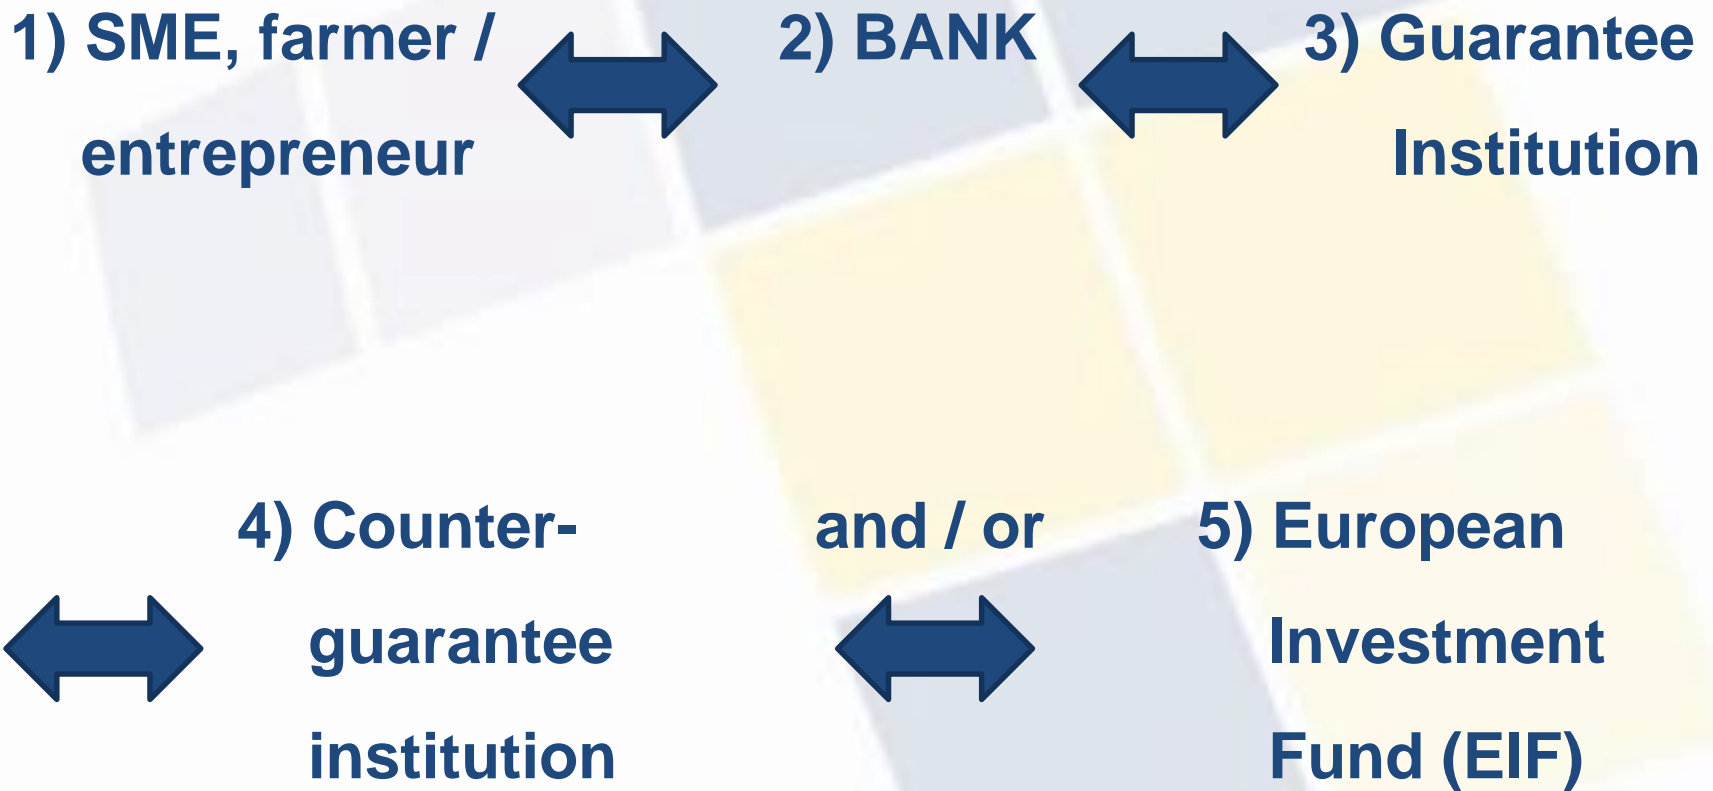 1) SME, farmer / 2) BANK 3) Guarantee
entrepreneur Institution
4) Counter- and / or 5) European
guarantee Investment
institution Fund (EIF)